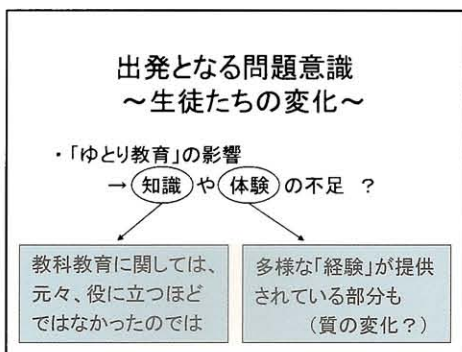 出発となる問題意識
~生徒たちの変化~
・「ゆとり教育」の影響
→ 知識 や 体験 の不足 ?
教科教育に関しては、
元々、役に立つほど
ではなかったのでは
多様な「経験」が提供
されている部分も
(質の変化?)